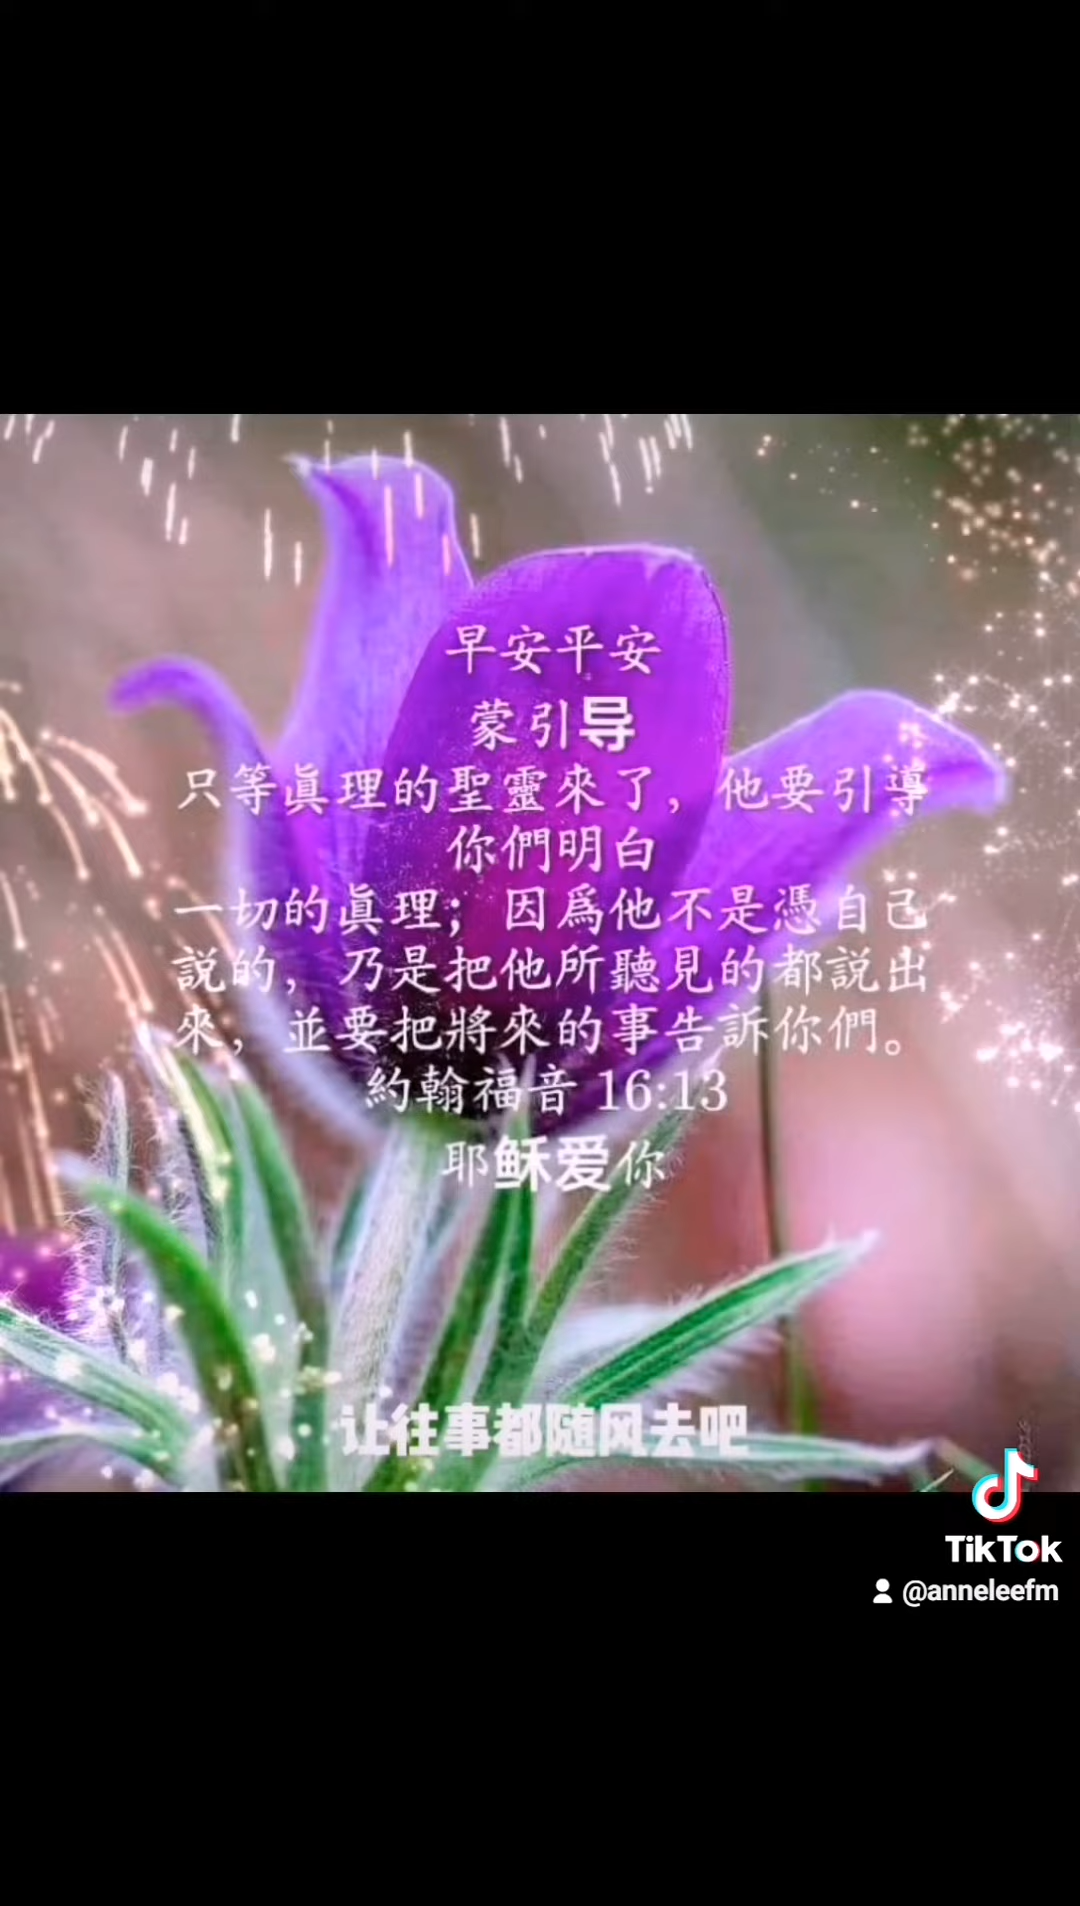 早安平安
蒙引导
只等眞理的聖靈來了，他要引導
你們明白
一切的眞理；因爲他不是憑自己
說的，乃是把他所聽見的都說出
來，並要把將來的事告訴你們。
約翰福音 16:13
耶稣爱你
让往事都随风去吧
TikTok
@anneleefm